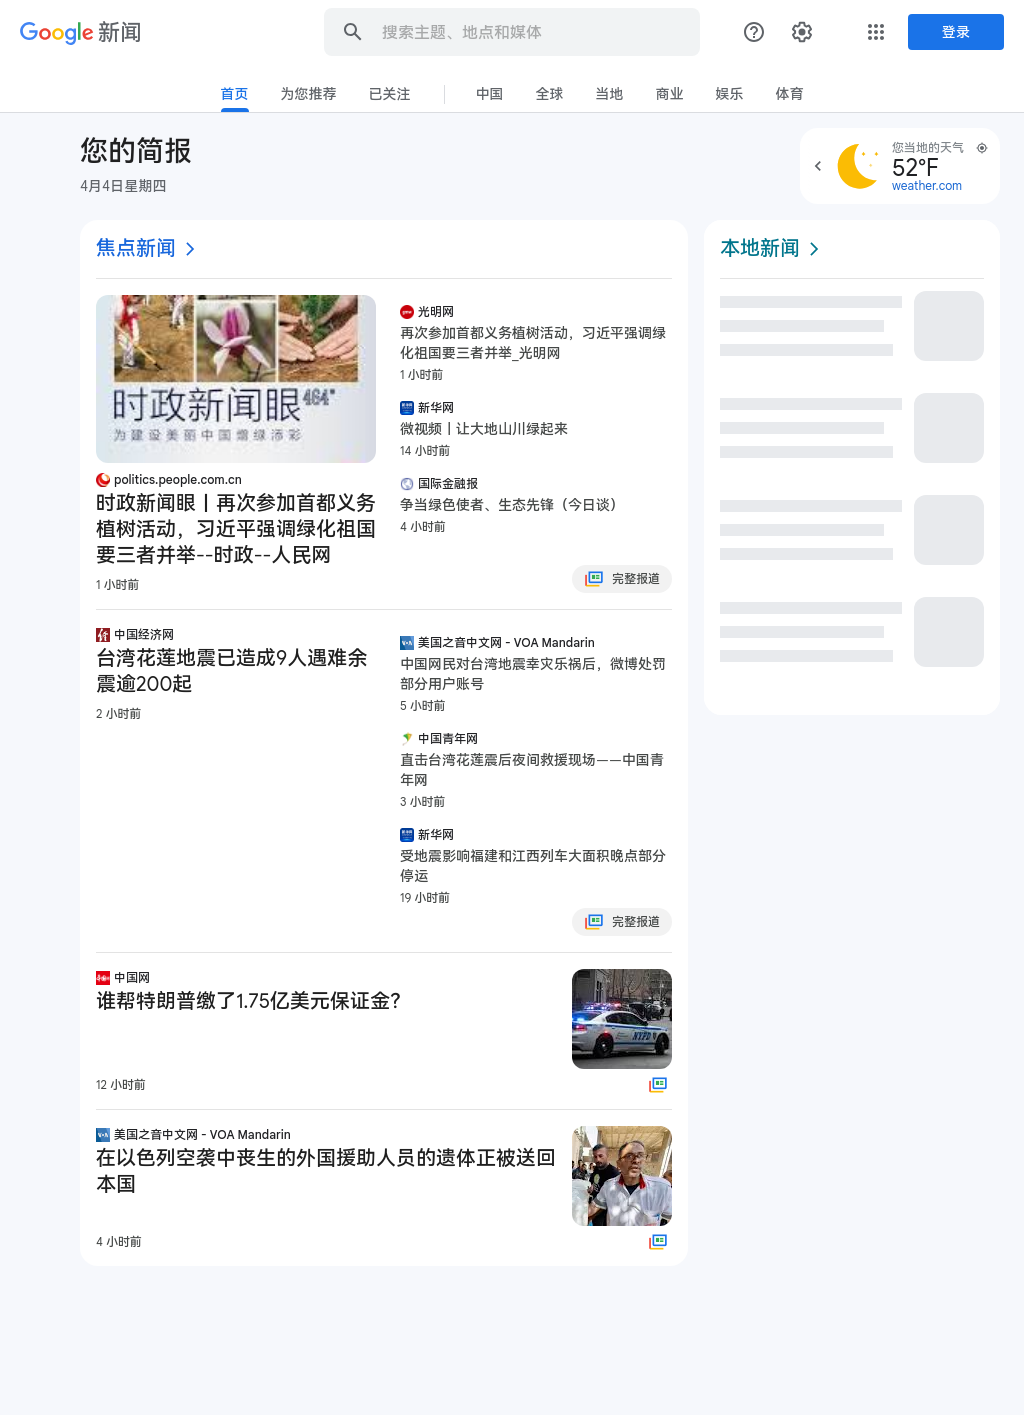 Google 新闻
搜索主题、地点和媒体
登录
首页
为您推荐
已关注
中国
全球
当地
商业
娱乐
体育
您的简报
4月4日星期四
您当地的天气
52°F
weather.com
焦点新闻
时政新闻眼
464°
为建设美丽中国增绿添彩
politics.people.com.cn
时政新闻眼丨再次参加首都义务
植树活动，习近平强调绿化祖国
要三者并举--时政--人民网
1 小时前
光明网
再次参加首都义务植树活动，习近平强调绿
化祖国要三者并举_光明网
1 小时前
新华网
微视频丨让大地山川绿起来
14 小时前
国际金融报
争当绿色使者、生态先锋（今日谈）
4 小时前
完整报道
中国经济网
台湾花莲地震已造成9人遇难余
震逾200起
2 小时前
VOA
美国之音中文网 - VOA Mandarin
中国网民对台湾地震幸灾乐祸后，微博处罚
部分用户账号
5 小时前
中国青年网
直击台湾花莲震后夜间救援现场——中国青
年网
3 小时前
新华网
受地震影响福建和江西列车大面积晚点部分
停运
19 小时前
完整报道
中国网
谁帮特朗普缴了1.75亿美元保证金？
NYPD
12 小时前
VOA
美国之音中文网 - VOA Mandarin
在以色列空袭中丧生的外国援助人员的遗体正被送回
本国
4 小时前
本地新闻